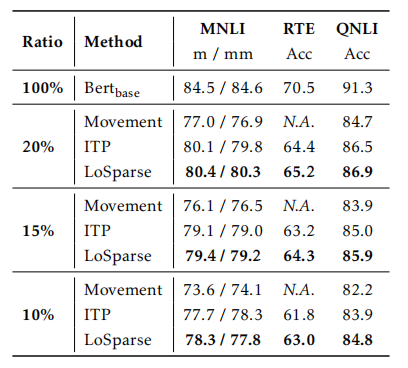 Ratio Method MNLI RTE QNLI
m / mm Acc Acc
100% Bertbase 84.5 / 84.6 70.5 91.3
Movement 77.0 / 76.9 N.A. 84.7
20% ITP 80.1 / 79.8 64.4 86.5
LoSparse 80.4 / 80.3 65.2 86.9
Movement 76.1 / 76.5 N.A. 83.9
15% ITP 79.1 / 79.0 63.2 85.0
LoSparse 79.4 / 79.2 64.3 85.9
Movement 73.6 / 74.1 N.A. 82.2
10% ITP 77.7 / 78.3 61.8 83.9
LoSparse 78.3 / 77.8 63.0 84.8